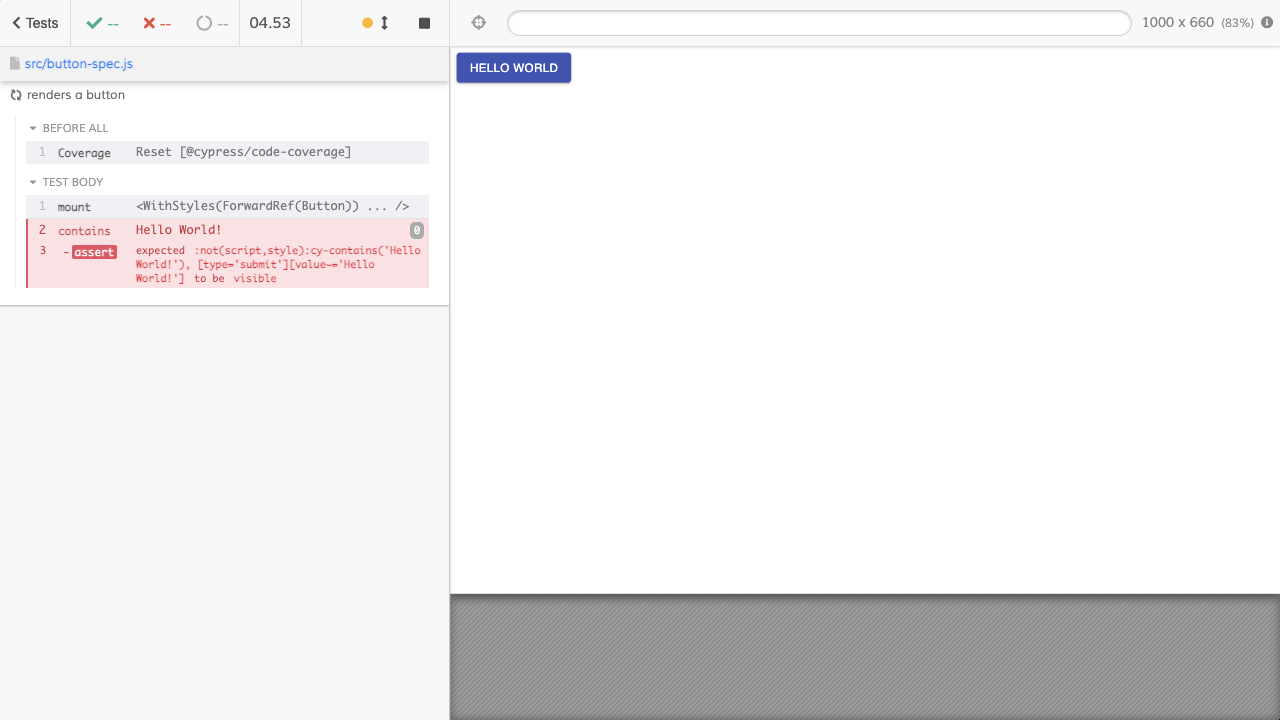 Tests -- -- -- 04.53 1000 x 660 (83%)
src/button-spec.js
HELLO WORLD
renders a button
BEFORE ALL
1 Coverage Reset [@cypress/code-coverage]
TEST BODY
1 mount <WithStyles(ForwardRef(Button)) ... />
2 contains Hello World! 0
3 -assert expected :not(script,style):cy-contains('Hello
World!'), [type='submit'][value~='Hello
World!'] to be visible